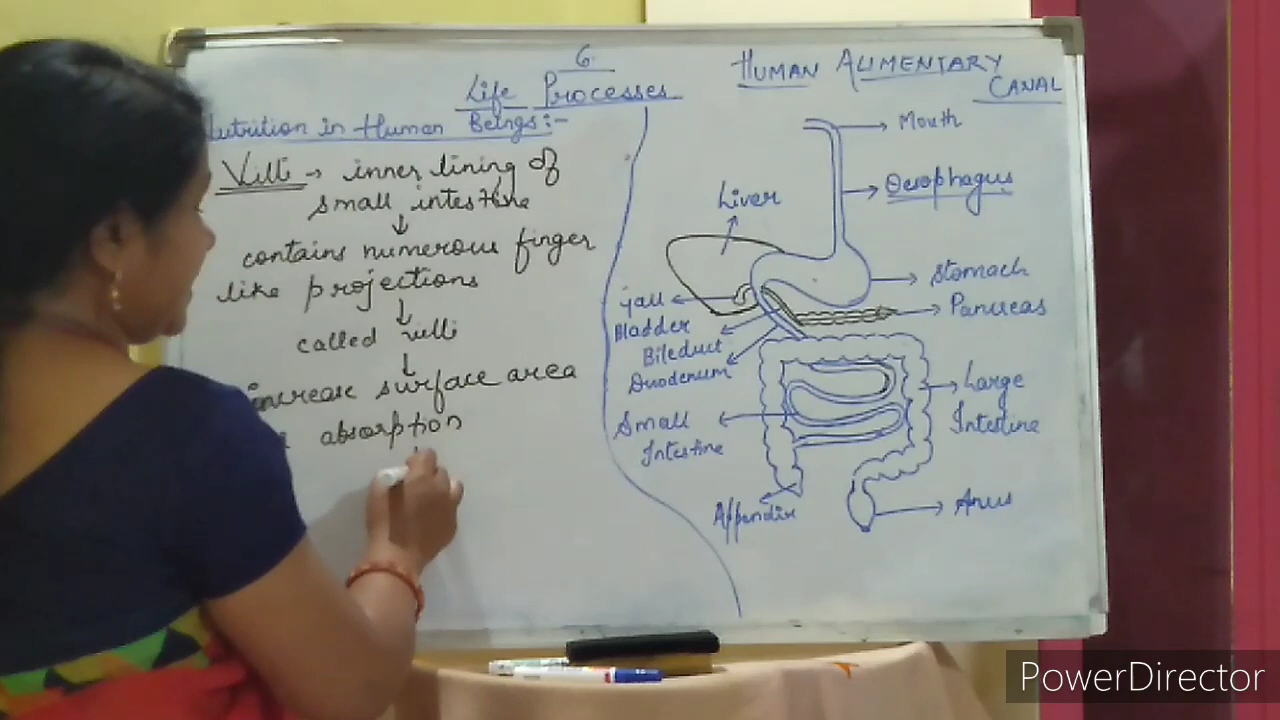 6.
Life Processes
Nutrition in Human Beings:-
Villi → inner lining of
small intestine
↓
contains numerous finger
like projections
↓
called villi
↓
increase surface area
absorption
HUMAN ALIMENTARY
CANAL
Mouth
Oesophagus
Liver
Stomach
gall
Bladder
Pancreas
Bileduct
Duodenum
Large
Intestine
Small
Intestine
Appendix
Anus
PowerDirector